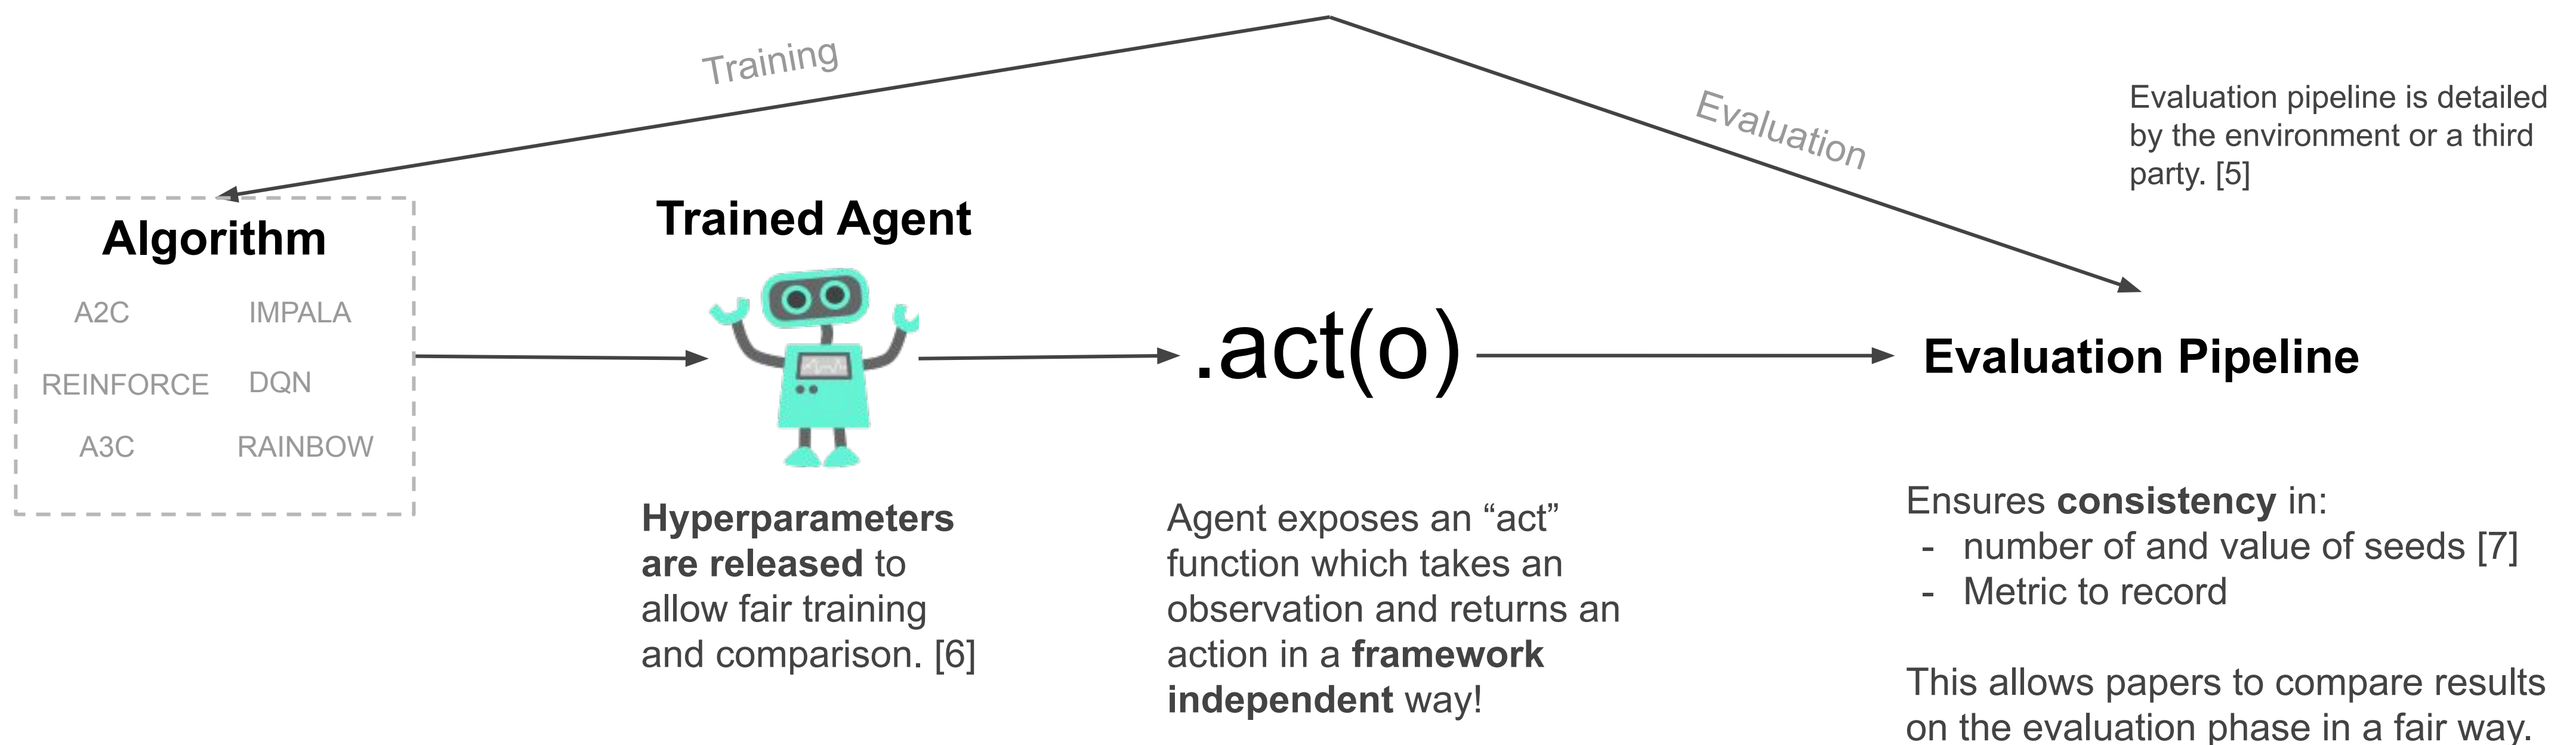 Training
Evaluation
Evaluation pipeline is detailed
by the environment or a third
party. [5]
Algorithm
A2C
IMPALA
REINFORCE
DQN
A3C
RAINBOW
Trained Agent
Hyperparameters
are released to
allow fair training
and comparison. [6]
.act(o)
Agent exposes an “act”
function which takes an
observation and returns an
action in a framework
independent way!
Evaluation Pipeline
Ensures consistency in:
- number of and value of seeds [7]
- Metric to record
This allows papers to compare results
on the evaluation phase in a fair way.